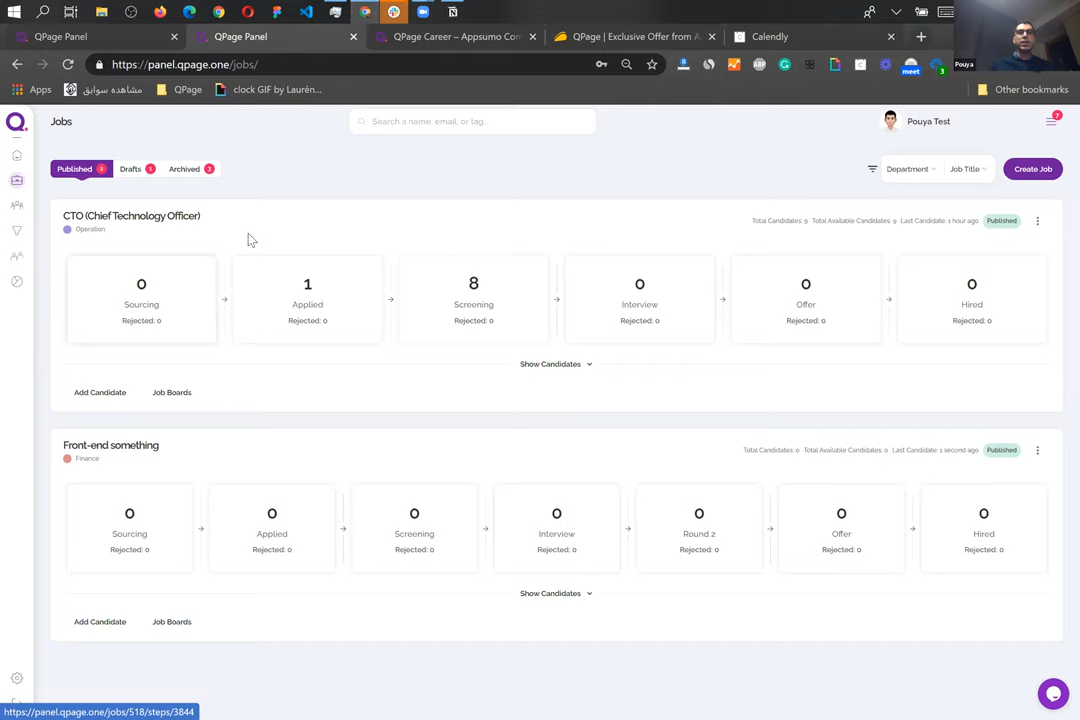 QPage Panel
QPage Panel
QPage Career – Appsumo Con
QPage | Exclusive Offer from A
Calendly
https://panel.qpage.one/jobs/
ABP
meet
3
Pouya
Apps
مشاهده سوابق
QPage
clock GIF by Laurên...
Other bookmarks
Q.
Jobs
Search a name, email, or tag...
Pouya Test
7
Published 2
Drafts 1
Archived
Department
Job Title
Create Job
CTO (Chief Technology Officer)
Operation
Total Candidates: 9 Total Available Candidates: 9 Last Candidate: 1 hour ago
Published
0
Sourcing
Rejected: 0
1
Applied
Rejected: 0
8
Screening
Rejected: 0
0
Interview
Rejected: 0
0
Offer
Rejected: 0
0
Hired
Rejected: 0
Show Candidates
Add Candidate
Job Boards
Front-end something
Finance
Total Candidates: 0 Total Available Candidates: 0 Last Candidate: 1 second ago
Published
0
Sourcing
Rejected: 0
0
Applied
Rejected: 0
0
Screening
Rejected: 0
0
Interview
Rejected: 0
0
Round 2
Rejected: 0
0
Offer
Rejected: 0
0
Hired
Rejected: 0
Show Candidates
Add Candidate
Job Boards
https://panel.qpage.one/jobs/518/steps/3844